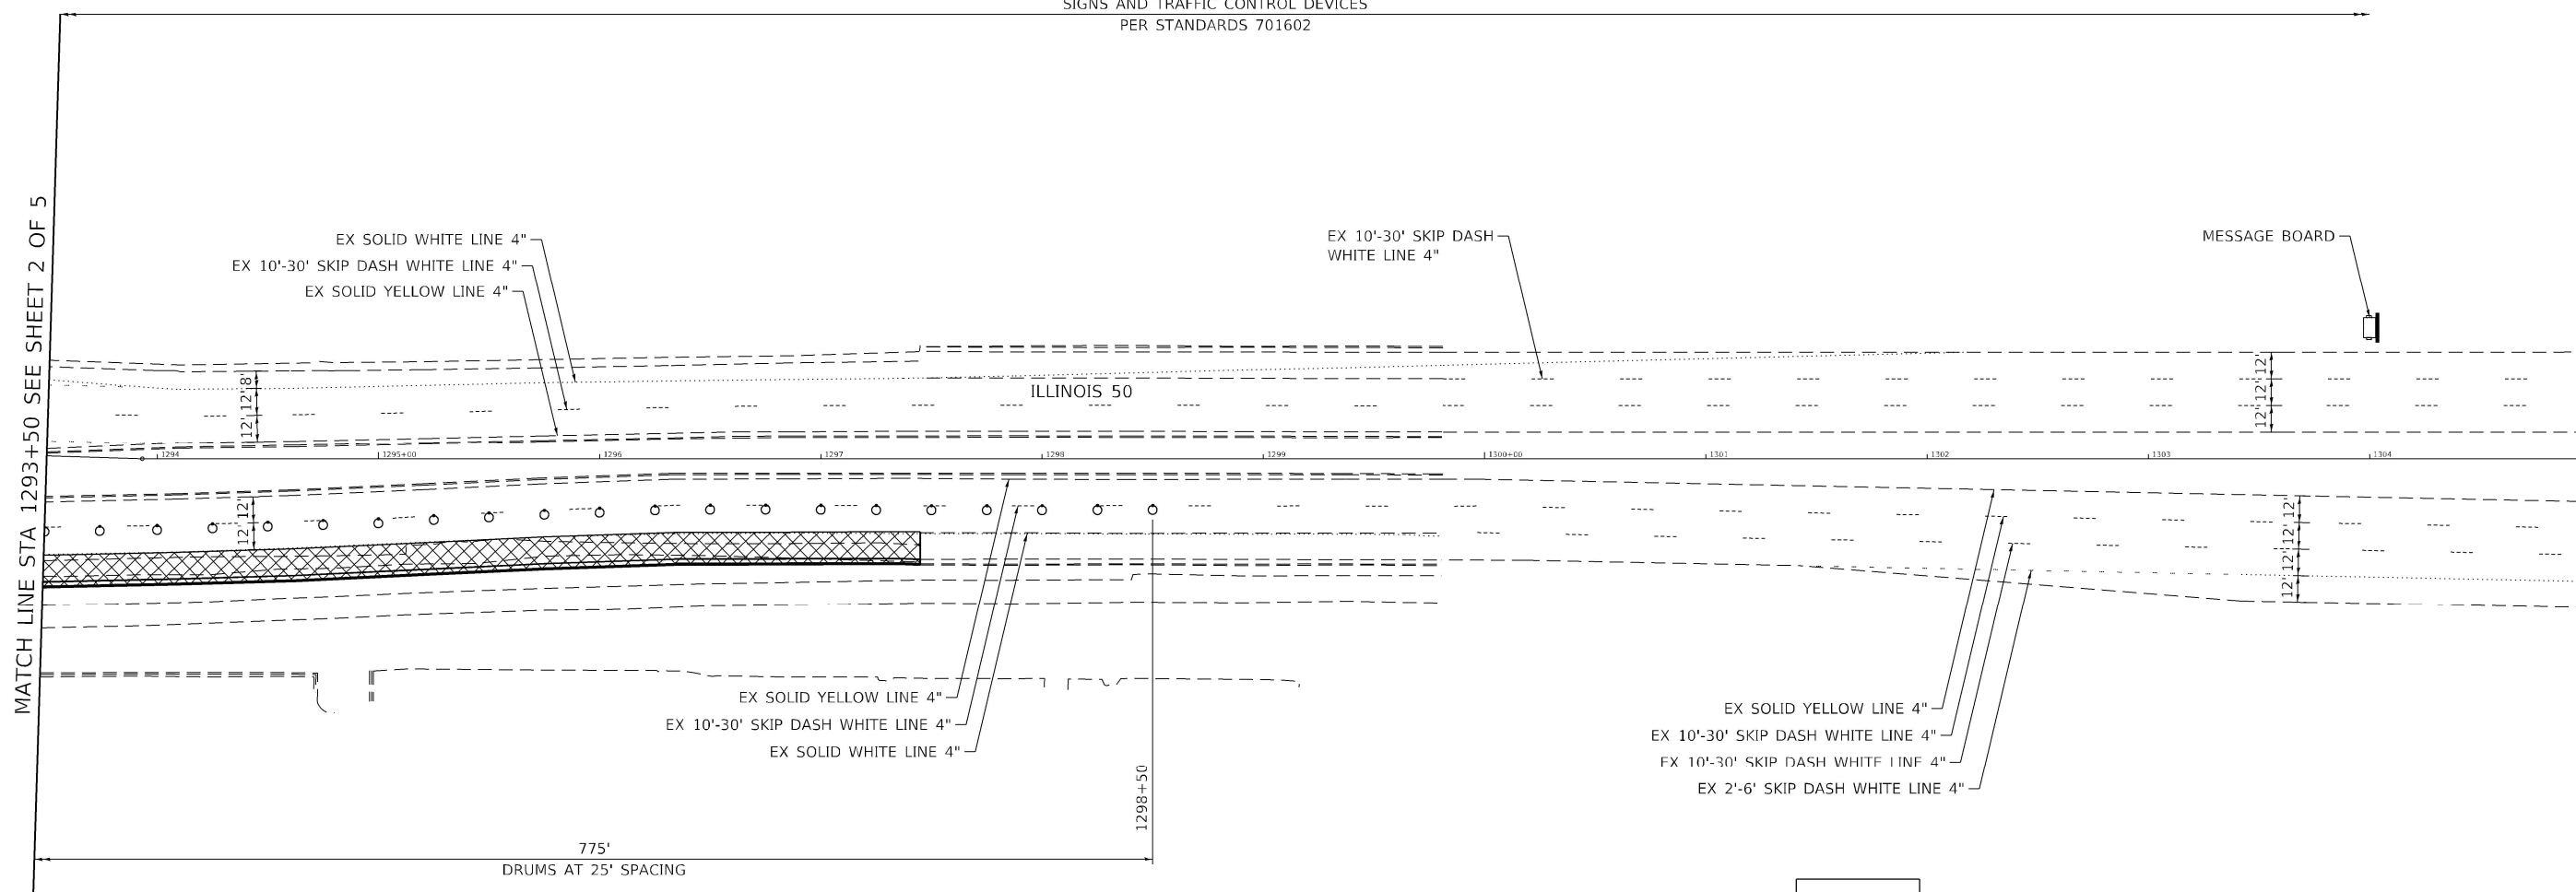 SIGNS AND TRAFFIC CONTROL DEVICES
PER STANDARDS 701602
MATCH LINE STA 1293+50 SEE SHEET 2 OF 5
EX SOLID WHITE LINE 4"
EX 10'-30' SKIP DASH WHITE LINE 4"
EX SOLID YELLOW LINE 4"
EX 10'-30' SKIP DASH
WHITE LINE 4"
MESSAGE BOARD
8'
12'
12'
ILLINOIS 50
12'
12'
12'
1294
1295+00
1296
1297
1298
1299
1300+00
1301
1302
1303
1304
12'
12'
12'
12'
12'
12'
EX SOLID YELLOW LINE 4"
EX 10'-30' SKIP DASH WHITE LINE 4"
EX SOLID WHITE LINE 4"
EX SOLID YELLOW LINE 4"
EX 10'-30' SKIP DASH WHITE LINE 4"
EX 10'-30' SKIP DASH WHITE LINE 4"
EX 2'-6' SKIP DASH WHITE LINE 4"
1298+50
775'
DRUMS AT 25' SPACING